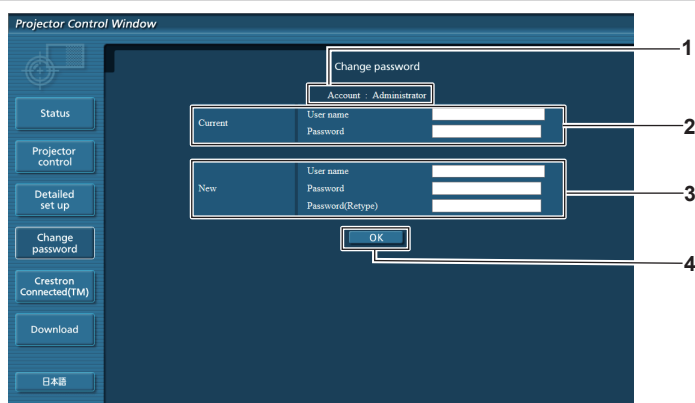 Projector Control Window
1
Change password
Account : Administrator
Status
Current
User name
Password
2
Projector
control
Detailed
set up
New
User name
Password
Password(Retype)
3
Change
password
OK
4
Crestron
Connected(TM)
Download
日本語